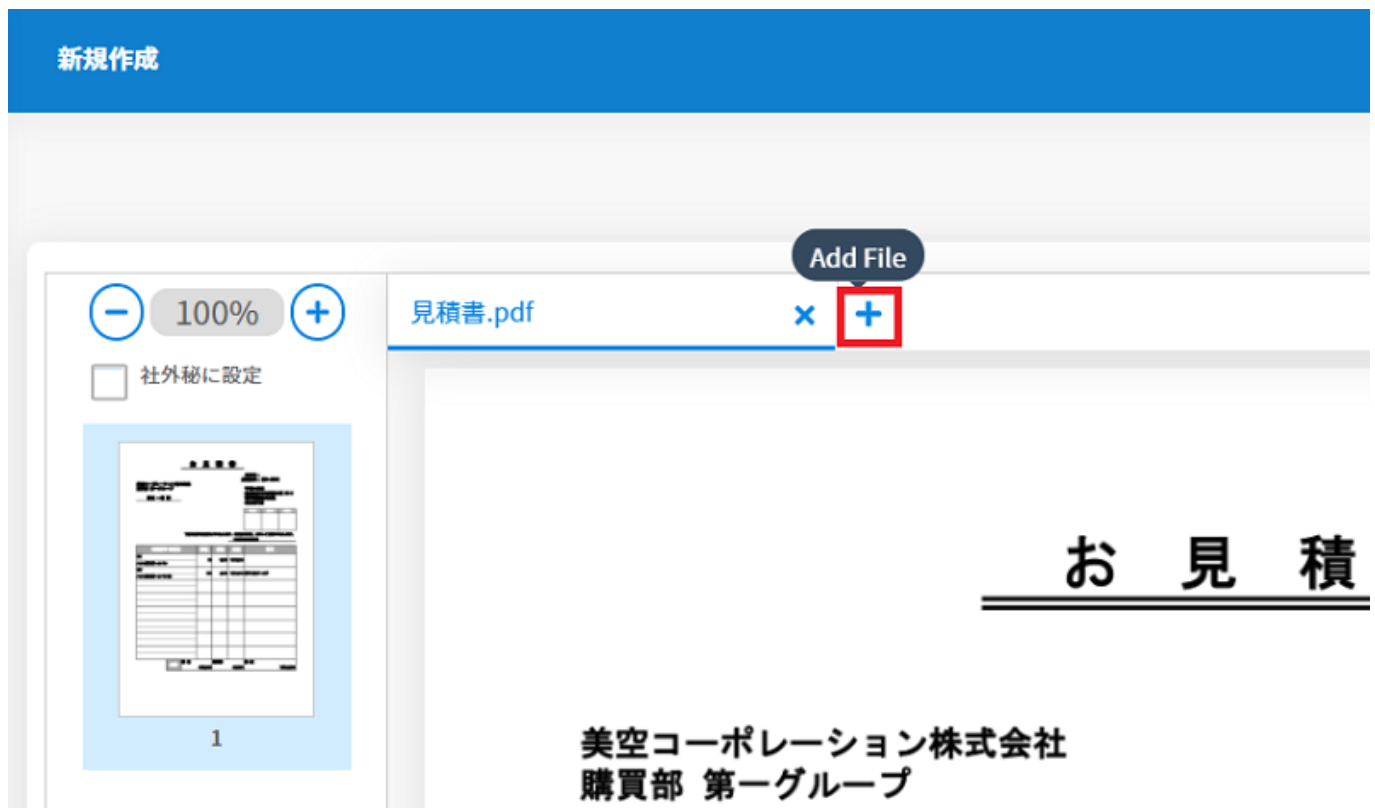 新規作成
Add File
100%
見積書.pdf
社外秘に設定
1
お 見 積
美空コーポレーション株式会社
購買部 第一グループ